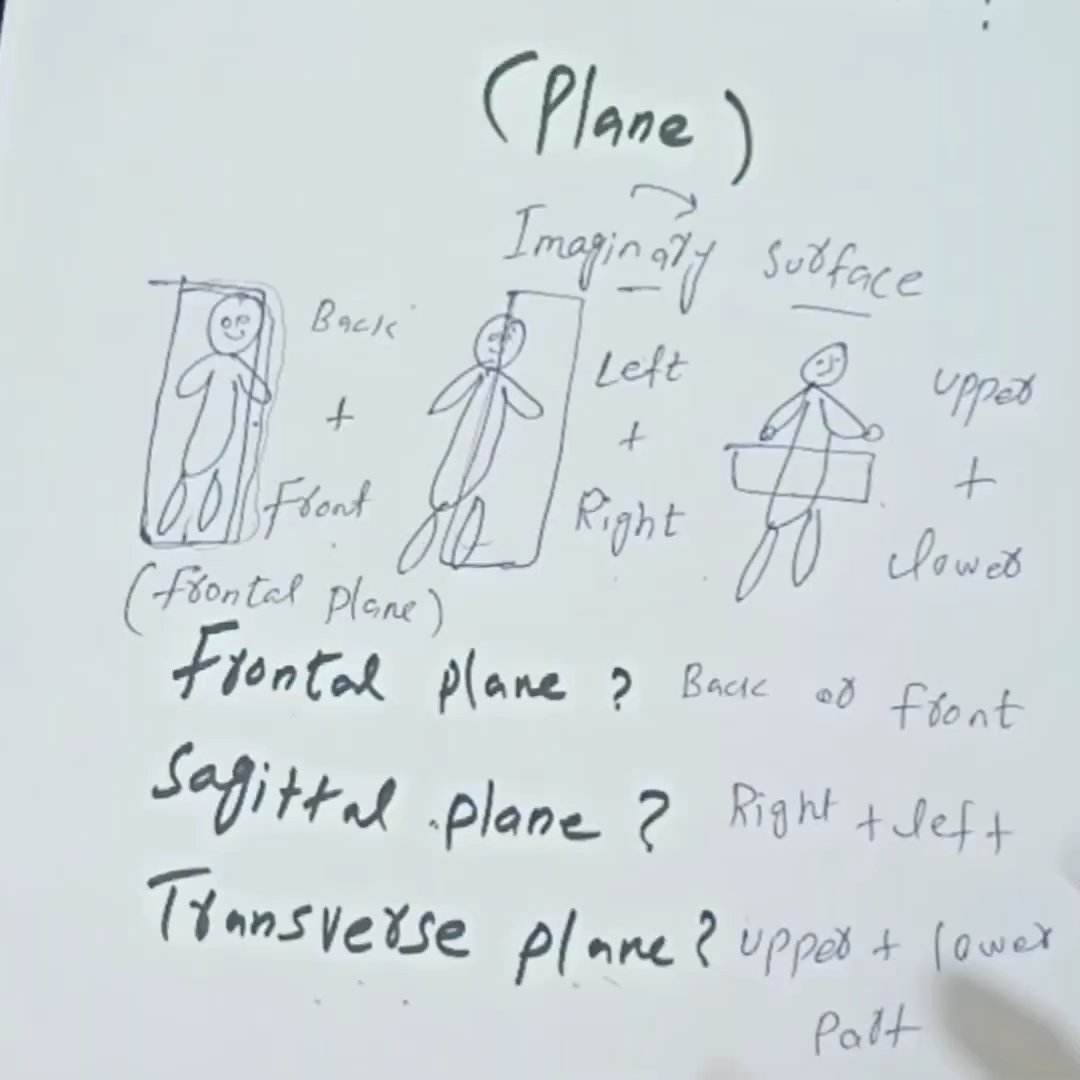 (Plane)
Imaginary surface
Back
+
Front
Left
+
Right
upper
+
lower
(frontal plane)
Frontal plane ? Back or front
Sagittal plane ? Right + left
Transverse plane ? upper + lower
Part